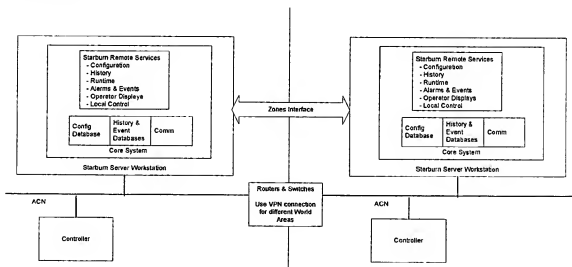 Starburn Remote Services
- Configuration
- History
- Runtime
- Alarms & Events
- Operator Displays
- Local Control
Config
Database
History &
Event
Databases
Comm
Core System
Starburn Server Workstation
Zones Interface
Starburn Remote Services
- Configuration
- History
- Runtime
- Alarms & Events
- Operator Displays
- Local Control
Config
Database
History &
Event
Databases
Comm
Core System
Starburn Server Workstation
ACN
Controller
Routers & Switches
Use VPN connection
for different World
Areas
ACN
Controller